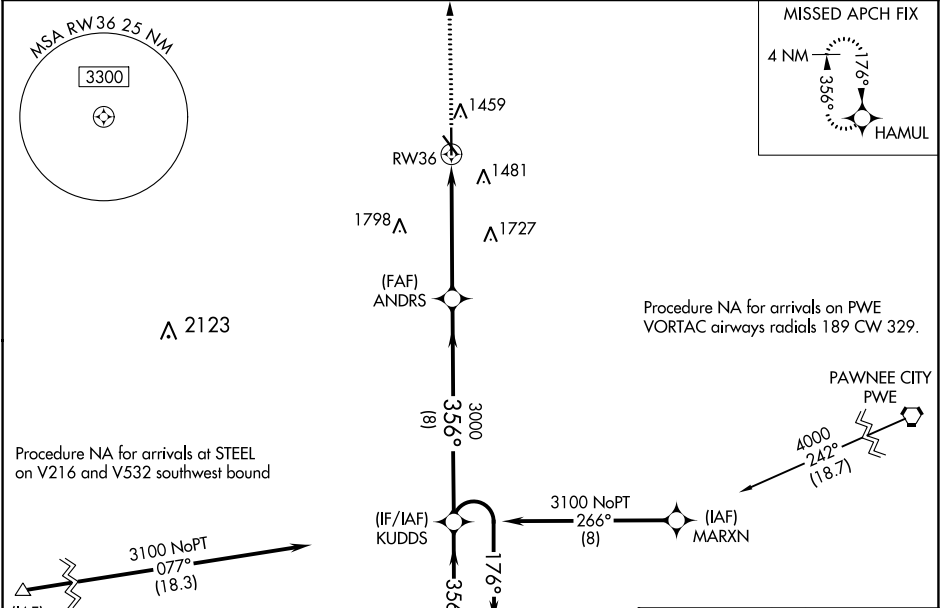 MSA RW36 25 NM
3300
MISSED APCH FIX
4 NM
176°
356°
HAMUL
1459
RW36
1481
1798
1727
(FAF)
ANDRS
2123
Procedure NA for arrivals on PWE
VORTAC airways radials 189 CW 329.
PAWNEE CITY
PWE
3000
356°
(8)
4000
242°
(18.7)
Procedure NA for arrivals at STEEL
on V216 and V532 southwest bound
(IF/IAF)
KUDDS
3100 NoPT
266°
(8)
(IAF)
MARXN
3100 NoPT
077°
(18.3)
176°
356